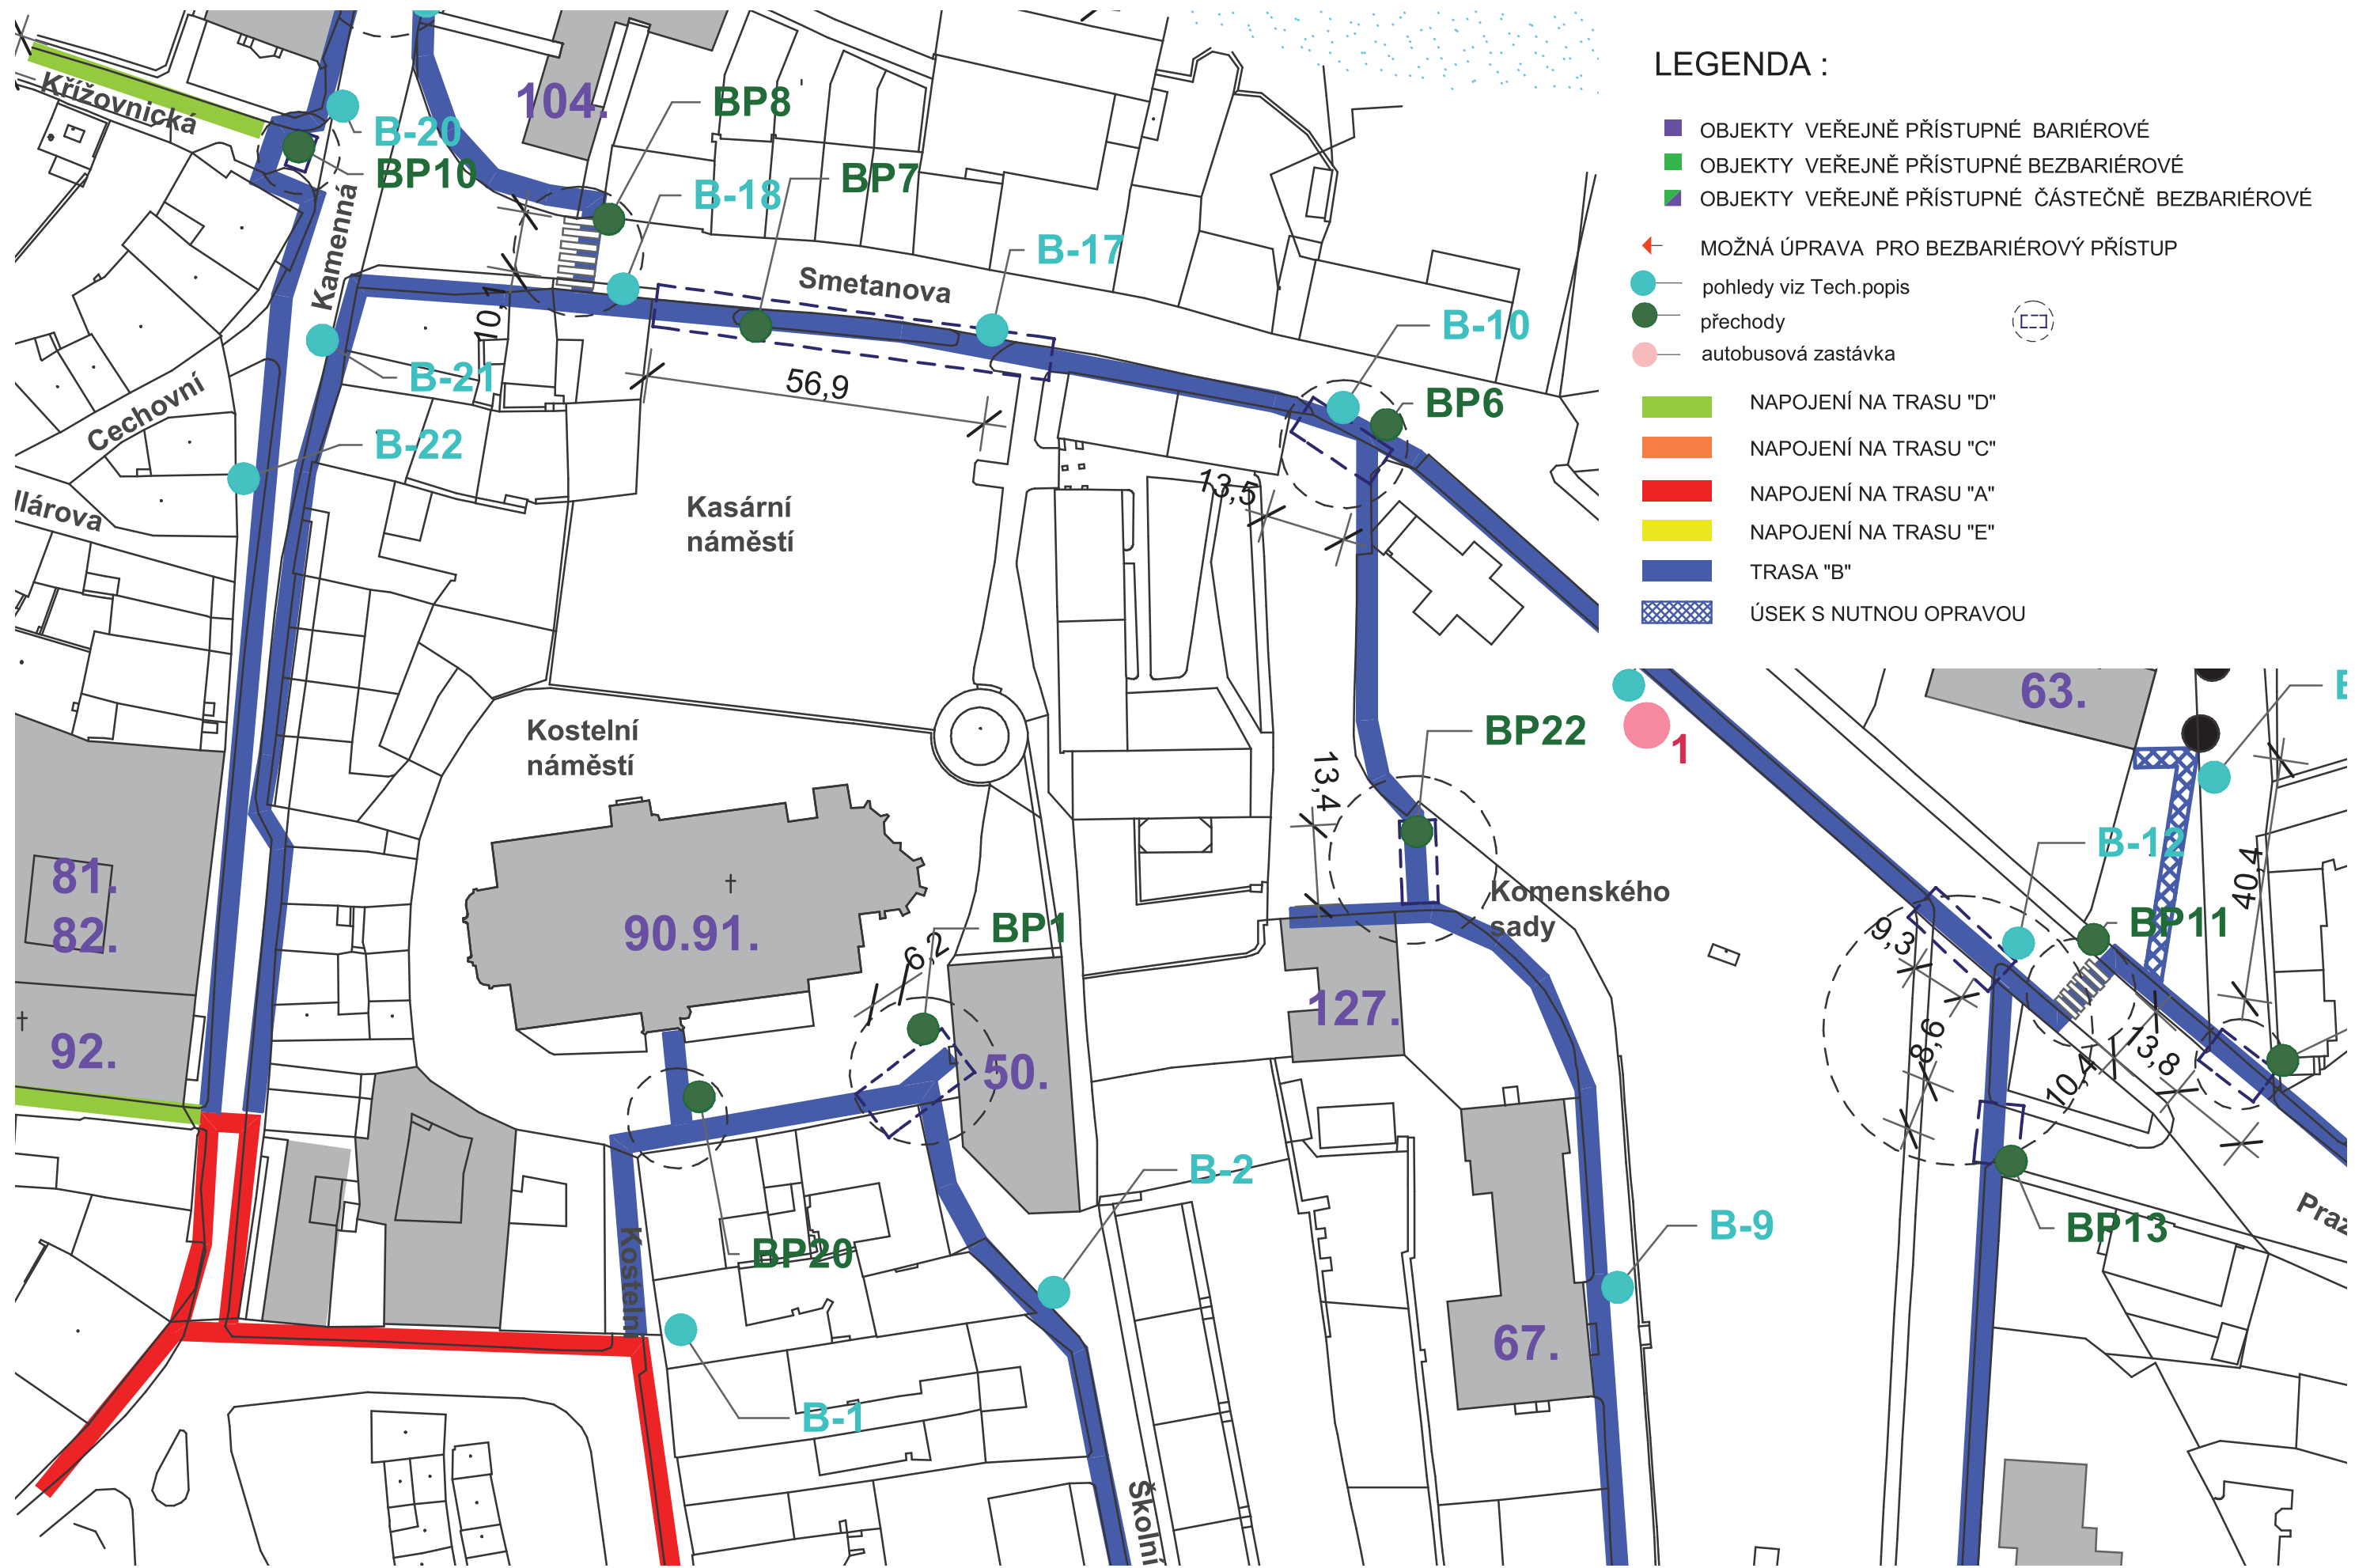 LEGENDA :
OBJEKTY VEŘEJNĚ PŘÍSTUPNÉ BARIÉROVÉ
OBJEKTY VEŘEJNĚ PŘÍSTUPNÉ BEZBARIÉROVÉ
OBJEKTY VEŘEJNĚ PŘÍSTUPNÉ ČÁSTEČNĚ BEZBARIÉROVÉ
MOŽNÁ ÚPRAVA PRO BEZBARIÉROVÝ PŘÍSTUP
pohledy viz Tech.popis
přechody
autobusová zastávka
NAPOJENÍ NA TRASU "D"
NAPOJENÍ NA TRASU "C"
NAPOJENÍ NA TRASU "A"
NAPOJENÍ NA TRASU "E"
TRASA "B"
ÚSEK S NUTNOU OPRAVOU
Křížovnická
104.
BP8
B-20
BP10
BP7
B-18
Kamenná
B-17
Smetanova
10,1
B-10
B-21
56,9
BP6
Cechovní
B-22
13,5
Kasární
náměstí
lárova
63.
Kostelní
náměstí
BP22
1
13,4
B-12
81.
82.
40,4
90.91.
BP1
6,2
Komenského
sady
BP11
9,3
127.
92.
50.
8,6
10,4
13,8
B-2
Praz
BP20
Kostelní
B-9
BP13
67.
B-1
Školní